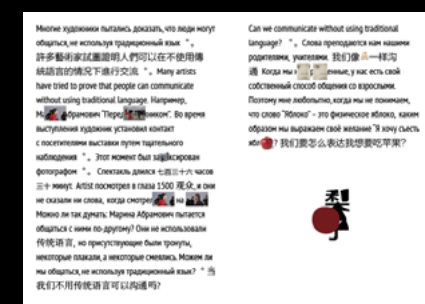 Многие художники пытались доказать, что люди могут
общаться, не используя традиционный язык " 。
許多藝術家試圖證明人們可以在不使用傳
統語言的情況下進行交流 " 。 Many artists
have tried to prove that people can communicate
without using traditional language. Например,
Абрамович "Перед ником". Во время
выступления художник установил контакт
с посетителями выставки путем тщательного
наблюдения " 。 Этот момент был зафиксирован
фотографом " 。 Спектакль длился 七百三十六 часов
三十 минут. Artist посмотрел в глаза 1500 观众, и они
не сказали ни слова, когда смотрел на
Можно ли так думать: Марина Абрамович пытается
общаться с ними по-другому? Они не использовали
传统语言, но присутствующие были тронуты,
некоторые плакали, а некоторые смеялись. Можем ли
мы общаться, не используя традиционный язык? " 当
我们不用传统语言可以沟通吗?
Can we communicate without using traditional
language? " 。 Слова преподаются нам нашими
родителями, учителями. 我们像 一样沟
通 Когда мы енные, у нас есть свой
собственный способ общения со взрослыми.
Поэтому мне любопытно, когда мы не понимаем,
что слово "Яблоко" – это физическое яблоко, каким
образом мы выражаем своё желание "Я хочу съесть
ябл ? 我们要怎么表达我想要吃苹果?